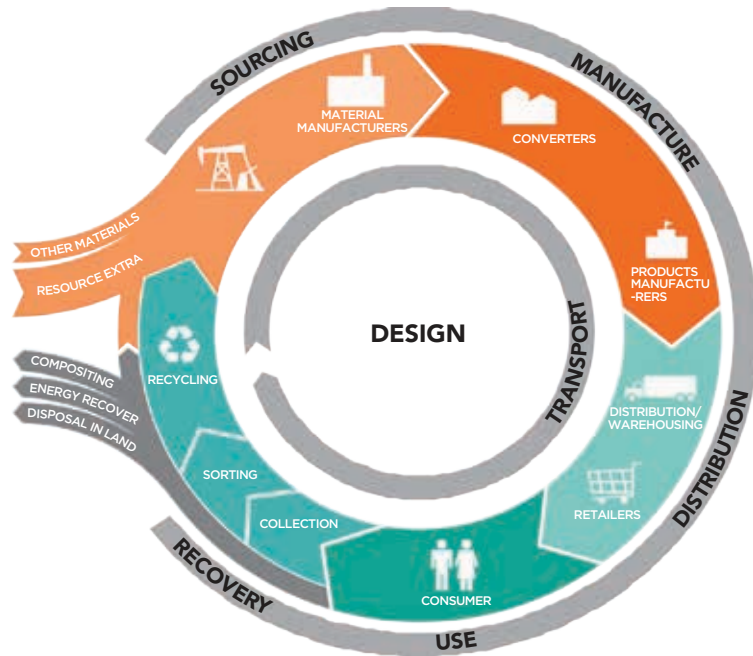 SOURCING
MANUFACTURE
MATERIAL
MANUFACTURERS
CONVERTERS
OTHER MATERIALS
RESOURCE EXTRA
PRODUCTS
MANUFACTU
-RERS
DESIGN
TRANSPORT
RECYCLING
COMPOSITING
ENERGY RECOVER
DISPOSAL IN LAND
DISTRIBUTION/
WAREHOUSING
DISTRIBUTION
SORTING
COLLECTION
RETAILERS
CONSUMER
RECOVERY
USE